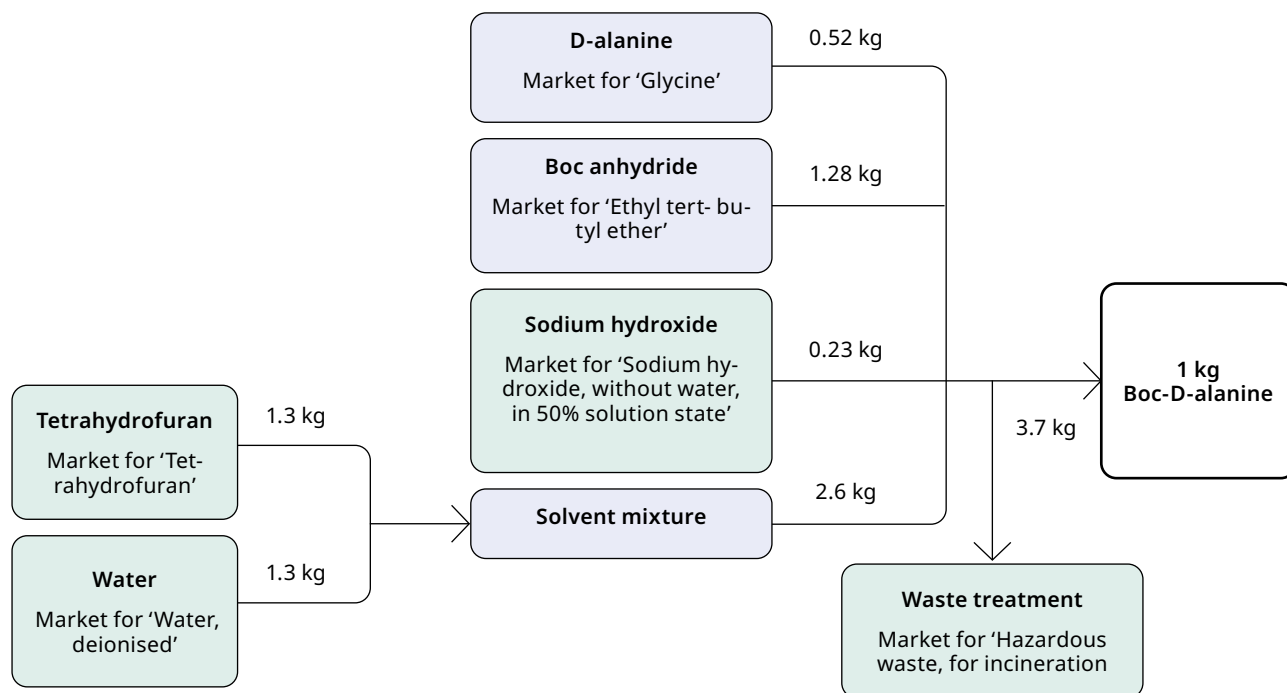 D-alanine
Market for ‘Glycine’
0.52 kg
Boc anhydride
Market for ‘Ethyl tert- bu-
tyl ether’
1.28 kg
Sodium hydroxide
Market for ‘Sodium hy-
droxide, without water,
in 50% solution state’
0.23 kg
Tetrahydrofuran
Market for ‘Tet-
rahydrofuran’
1.3 kg
Water
Market for ‘Water,
deionised’
1.3 kg
Solvent mixture
2.6 kg
3.7 kg
1 kg
Boc-D-alanine
Waste treatment
Market for ‘Hazardous
waste, for incineration